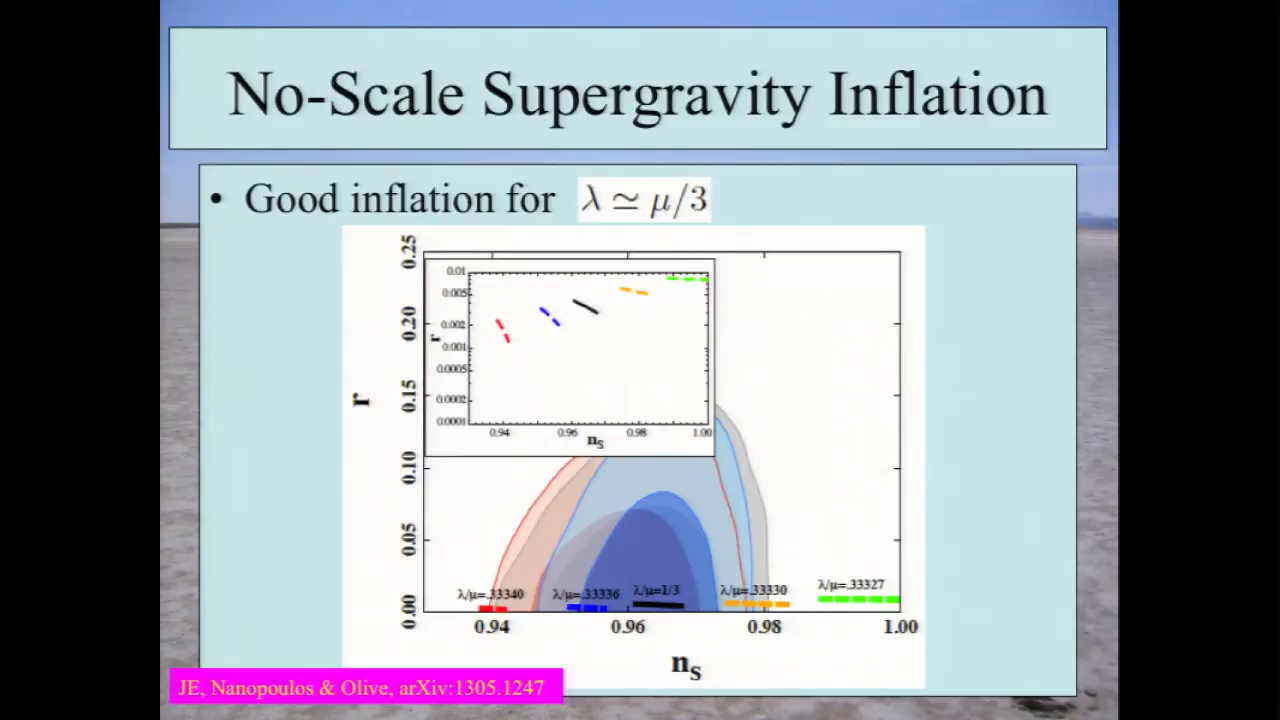 No-Scale Supergravity Inflation
• Good inflation for λ ≃ μ/3
0.25
0.20
0.15
0.10
0.05
0.00
r
0.01
0.005
0.002
0.001
0.0005
0.0002
0.0001
r
0.94 0.96 0.98 1.00
n_s
λ/μ=.33340 λ/μ=.33336 λ/μ=1/3 λ/μ=.33330 λ/μ=.33327
0.94 0.96 0.98 1.00
n_s
JE, Nanopoulos & Olive, arXiv:1305.1247